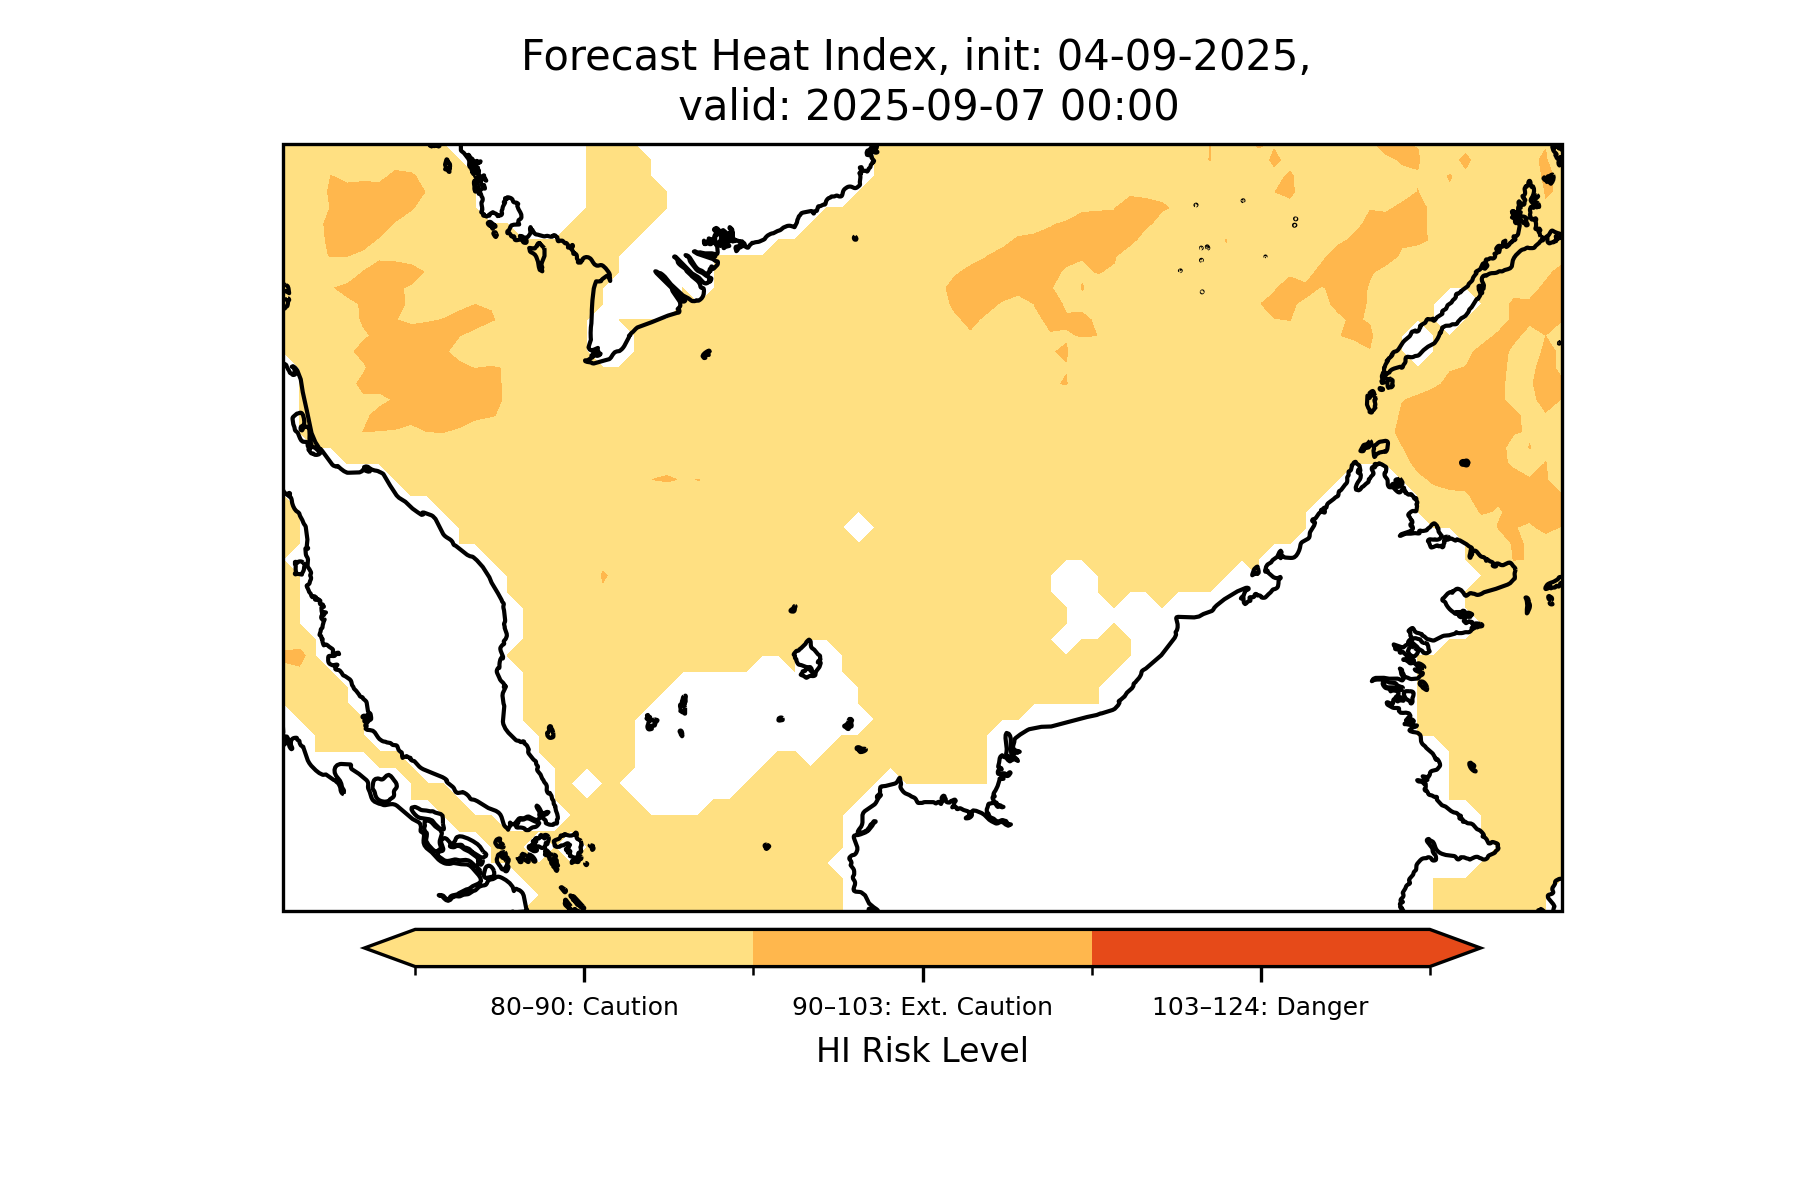 Forecast Heat Index, init: 04-09-2025,
valid: 2025-09-07 00:00
80–90: Caution
90–103: Ext. Caution
103–124: Danger
HI Risk Level